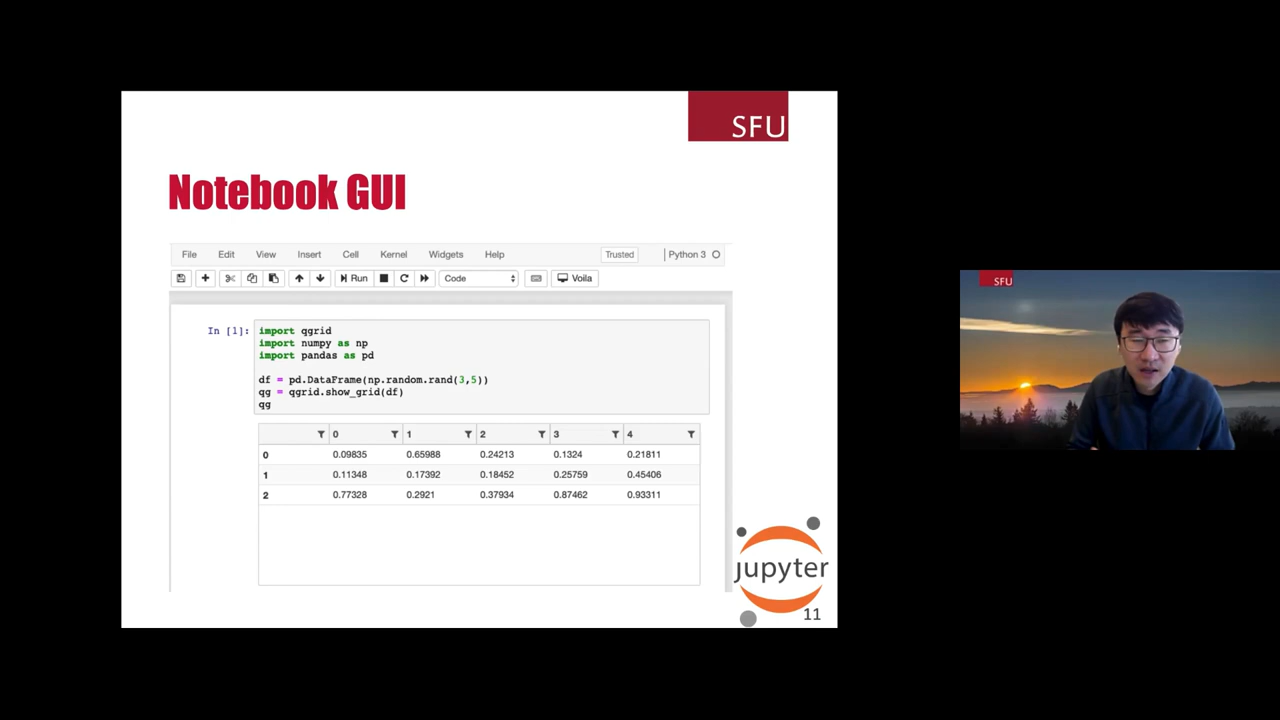 SFU
Notebook GUI
File Edit View Insert Cell Kernel Widgets Help Trusted Python 3
Run Code Voila
In [1]: import qgrid
import numpy as np
import pandas as pd
df = pd.DataFrame(np.random.rand(3,5))
qg = qgrid.show_grid(df)
qg
0 1 2 3 4
0 0.09835 0.65988 0.24213 0.1324 0.21811
1 0.11348 0.17392 0.18452 0.25759 0.45406
2 0.77328 0.2921 0.37934 0.87462 0.93311
jupyter
11
SFU